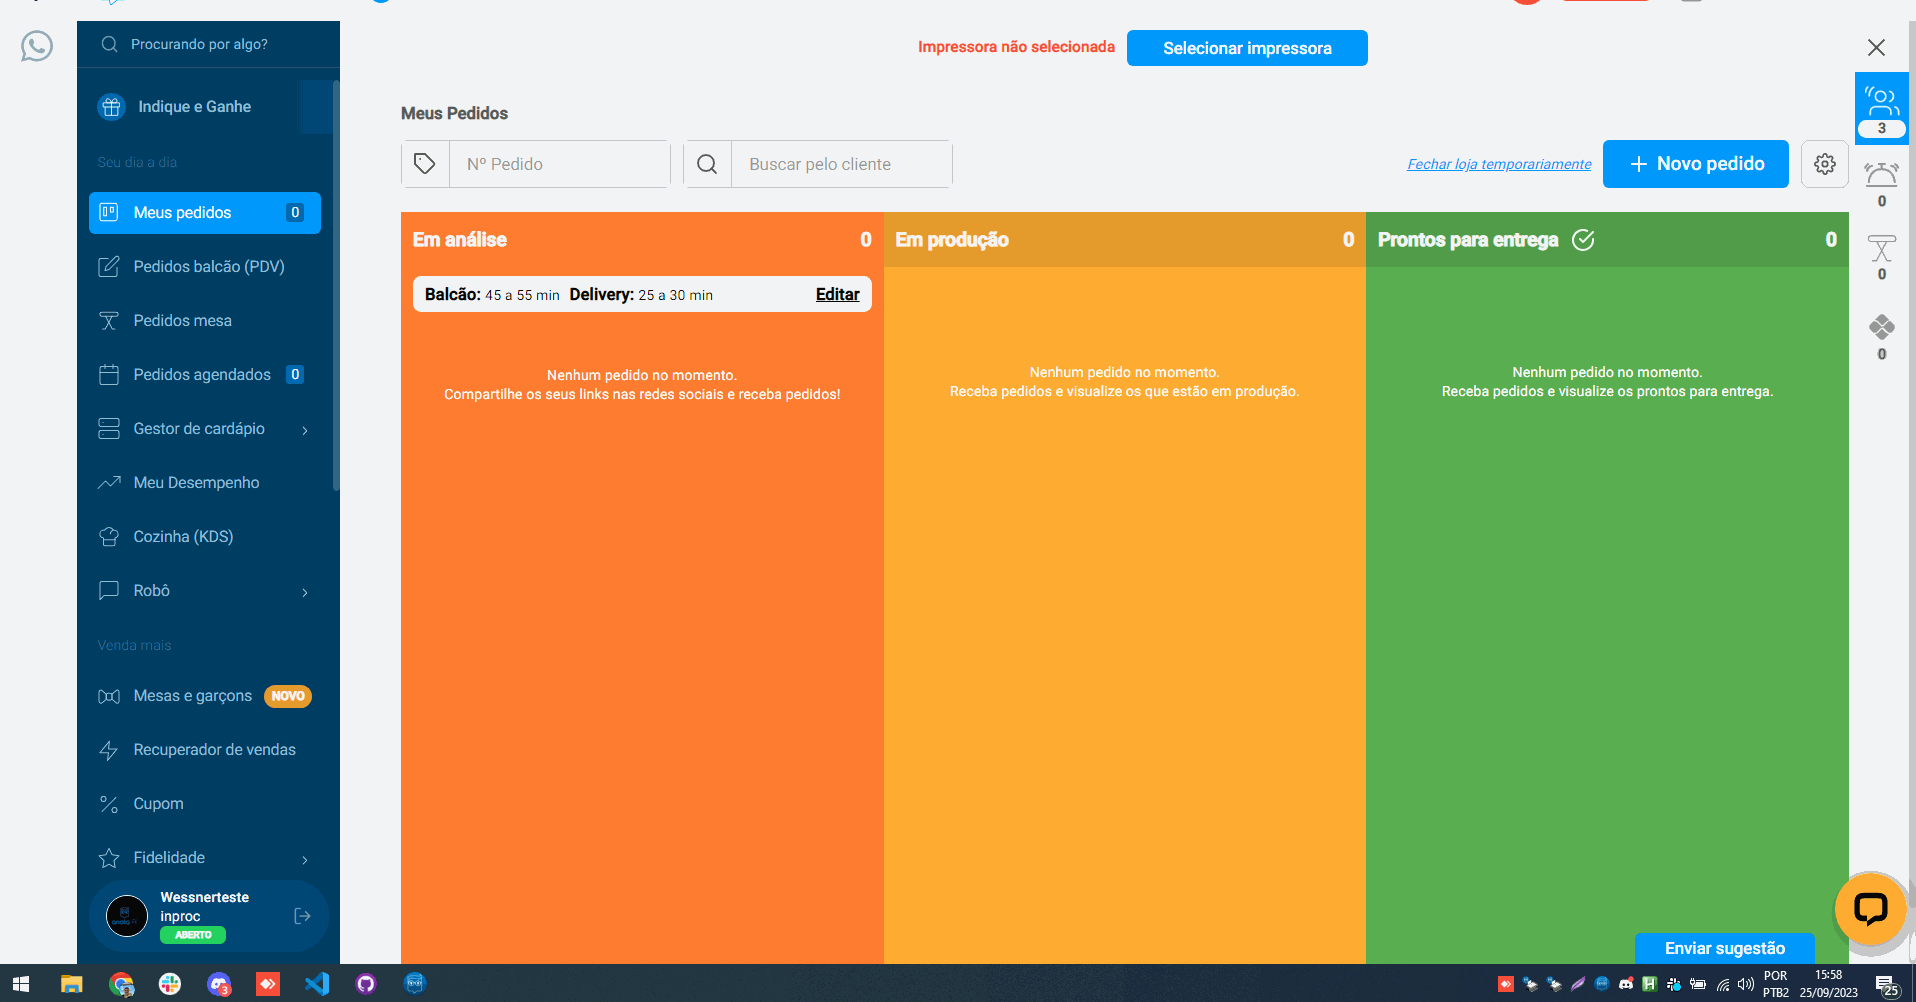 Procurando por algo?
Indique e Ganhe
Seu dia a dia
Meus pedidos 0
Pedidos balcão (PDV)
Pedidos mesa
Pedidos agendados 0
Gestor de cardápio
Meu Desempenho
Cozinha (KDS)
Robô
Venda mais
Mesas e garçons NOVO
Recuperador de vendas
Cupom
Fidelidade
Wessnerteste
inproc
ABERTO
Impressora não selecionada
Selecionar impressora
Meus Pedidos
Nº Pedido
Buscar pelo cliente
Fechar loja temporariamente
Novo pedido
Em análise 0
Balcão: 45 a 55 min Delivery: 25 a 30 min Editar
Nenhum pedido no momento.
Compartilhe os seus links nas redes sociais e receba pedidos!
Em produção 0
Nenhum pedido no momento.
Receba pedidos e visualize os que estão em produção.
Prontos para entrega 0
Nenhum pedido no momento.
Receba pedidos e visualize os prontos para entrega.
3
0
0
0
Enviar sugestão
3
POR
PTB2
15:58
25/09/2023
25